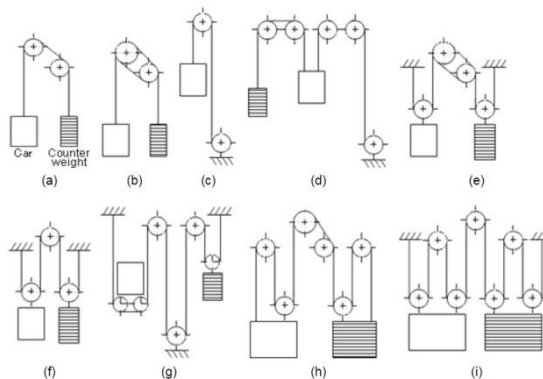 Car
Counter
weight
(a)
(b)
(c)
(d)
(e)
(f)
(g)
(h)
(i)